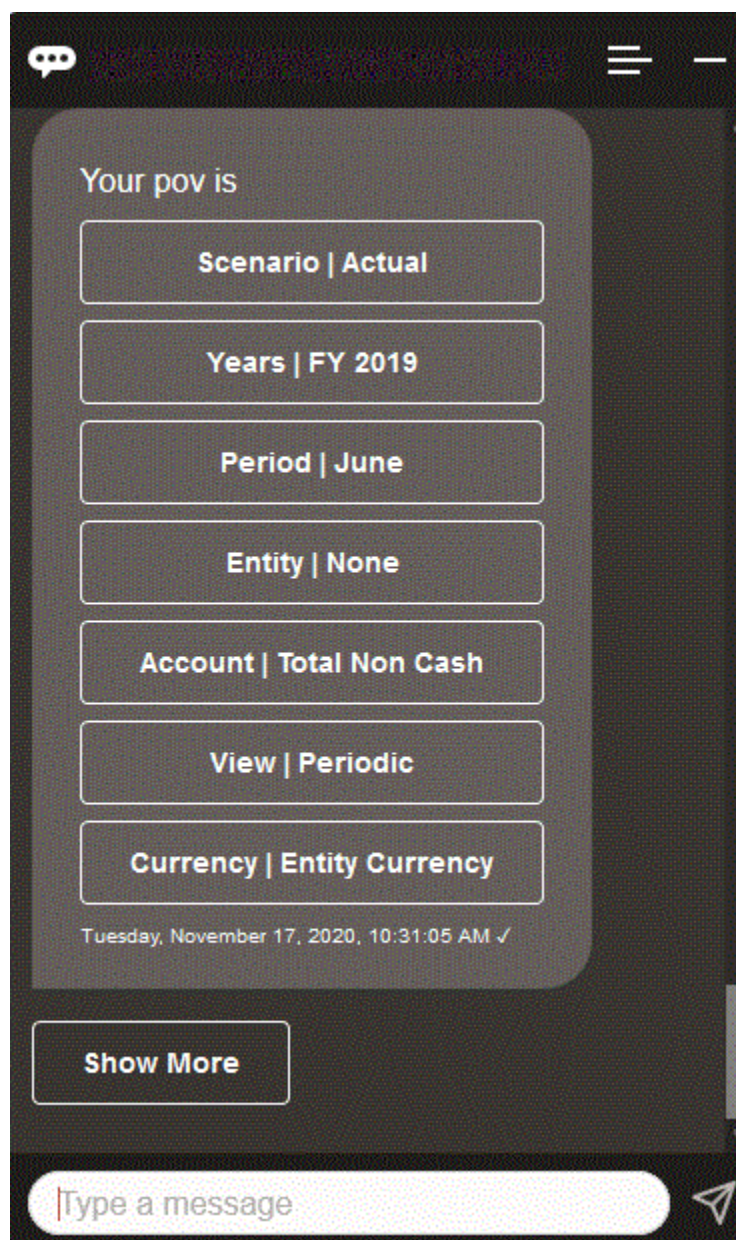 Your pov is
Scenario | Actual
Years | FY 2019
Period | June
Entity | None
Account | Total Non Cash
View | Periodic
Currency | Entity Currency
Tuesday, November 17, 2020, 10:31:05 AM ✓
Show More
Type a message